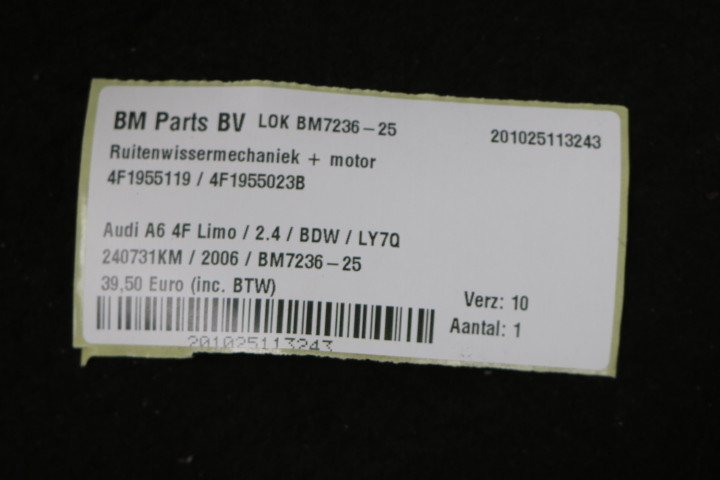 BM Parts BV LOK BM7236-25 201025113243
Ruitenwissermechaniek + motor
4F1955119 / 4F1955023B
Audi A6 4F Limo / 2.4 / BDW / LY7Q
240731KM / 2006 / BM7236-25
39,50 Euro (inc. BTW)
Verz: 10
Aantal: 1
201025113243